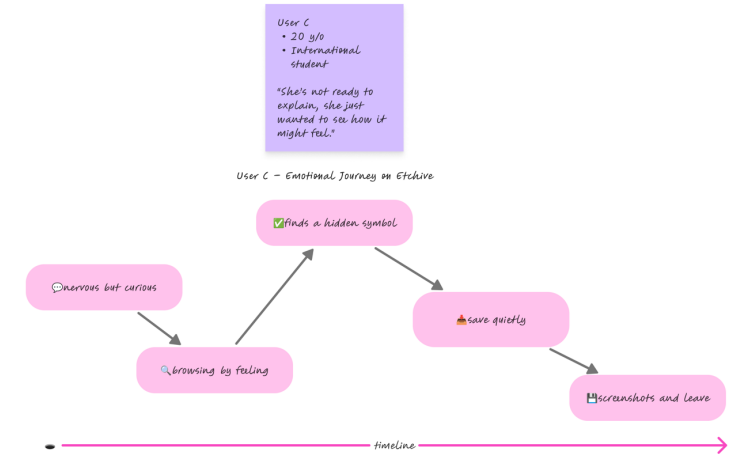 User C
• 20 y/o
• International
student
"She's not ready to
explain, she just
wanted to see how it
might feel."
User C - Emotional Journey on Etchive
✅finds a hidden symbol
💬nervous but curious
📥save quietly
🔍browsing by feeling
💾screenshots and leave
timeline